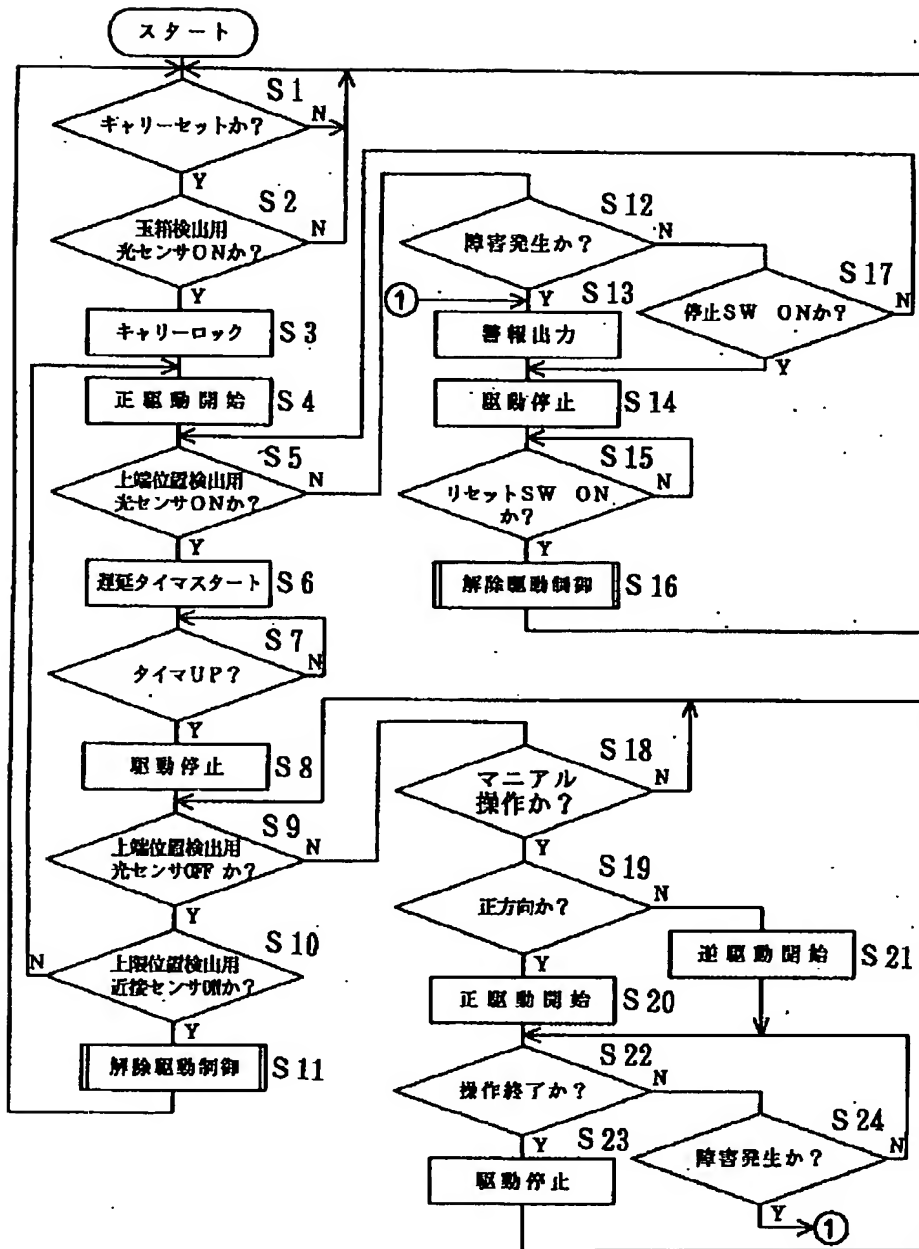 スタート
S1
キャリーセットか?
N
Y
S2
玉箱検出用
光センサONか?
N
Y
キャリーロック
S3
正駆動開始
S4
S5
上端位置検出用
光センサONか?
N
Y
遅延タイマスタート
S6
S7
タイマUP?
N
Y
駆動停止
S8
S9
上端位置検出用
光センサOFFか?
N
Y
S10
上限位置検出用
近接センサONか?
N
Y
解除駆動制御
S11
S12
障害発生か?
N
Y
①
S13
警報出力
S17
停止SW ONか?
N
Y
駆動停止
S14
S15
リセットSW ON
か?
N
Y
解除駆動制御
S16
S18
マニアル
操作か?
N
Y
S19
正方向か?
N
Y
正駆動開始
S20
逆駆動開始
S21
S22
操作終了か?
N
Y
S23
駆動停止
S24
障害発生か?
N
Y
①